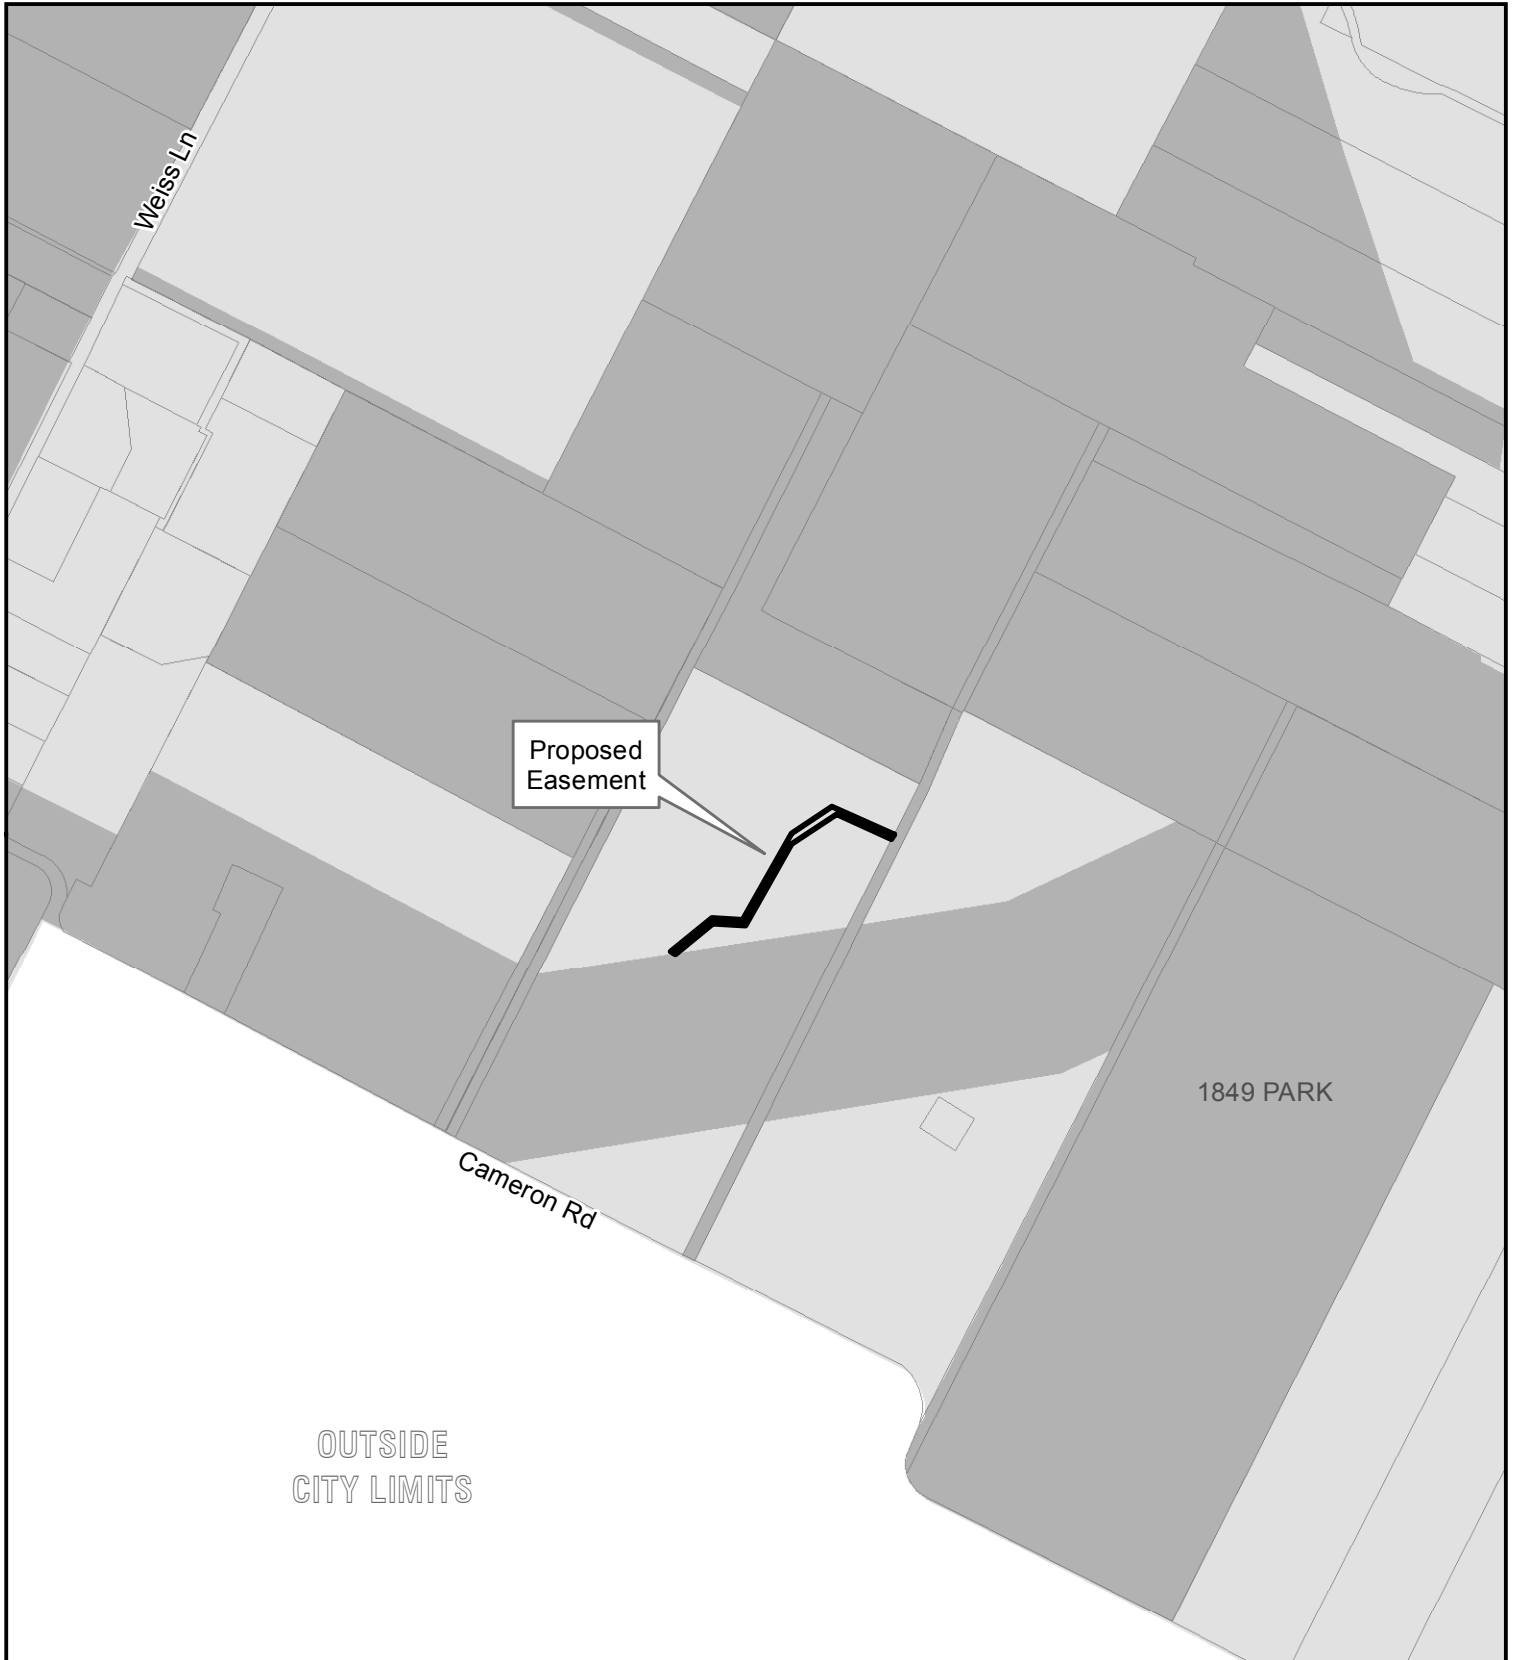 Weiss Ln
Proposed
Easement
1849 PARK
Cameron Rd
OUTSIDE
CITY LIMITS